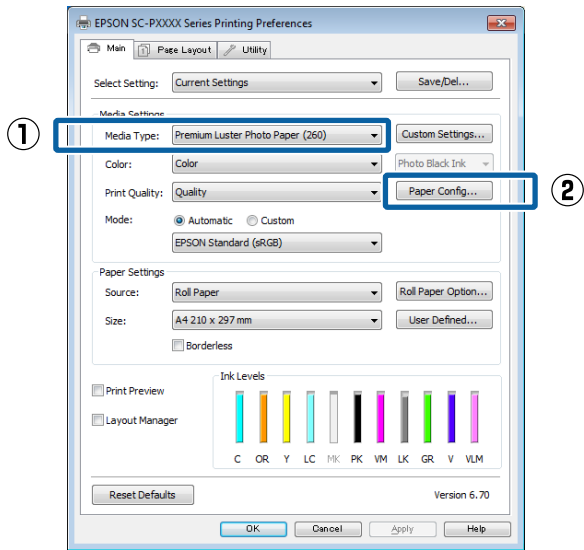 EPSON SC-PXXXX Series Printing Preferences
Main Page Layout Utility
Select Setting: Current Settings Save/Del...
Media Settings
① Media Type: Premium Luster Photo Paper (260) Custom Settings...
Color: Color Photo Black Ink
Print Quality: Quality Paper Config... ②
Mode: Automatic Custom
EPSON Standard (sRGB)
Paper Settings
Source: Roll Paper Roll Paper Option...
Size: A4 210 x 297 mm User Defined...
Borderless
Ink Levels
Print Preview
Layout Manager
C OR Y LC MK PK VM LK GR V VLM
Reset Defaults Version 6.70
OK Cancel Apply Help